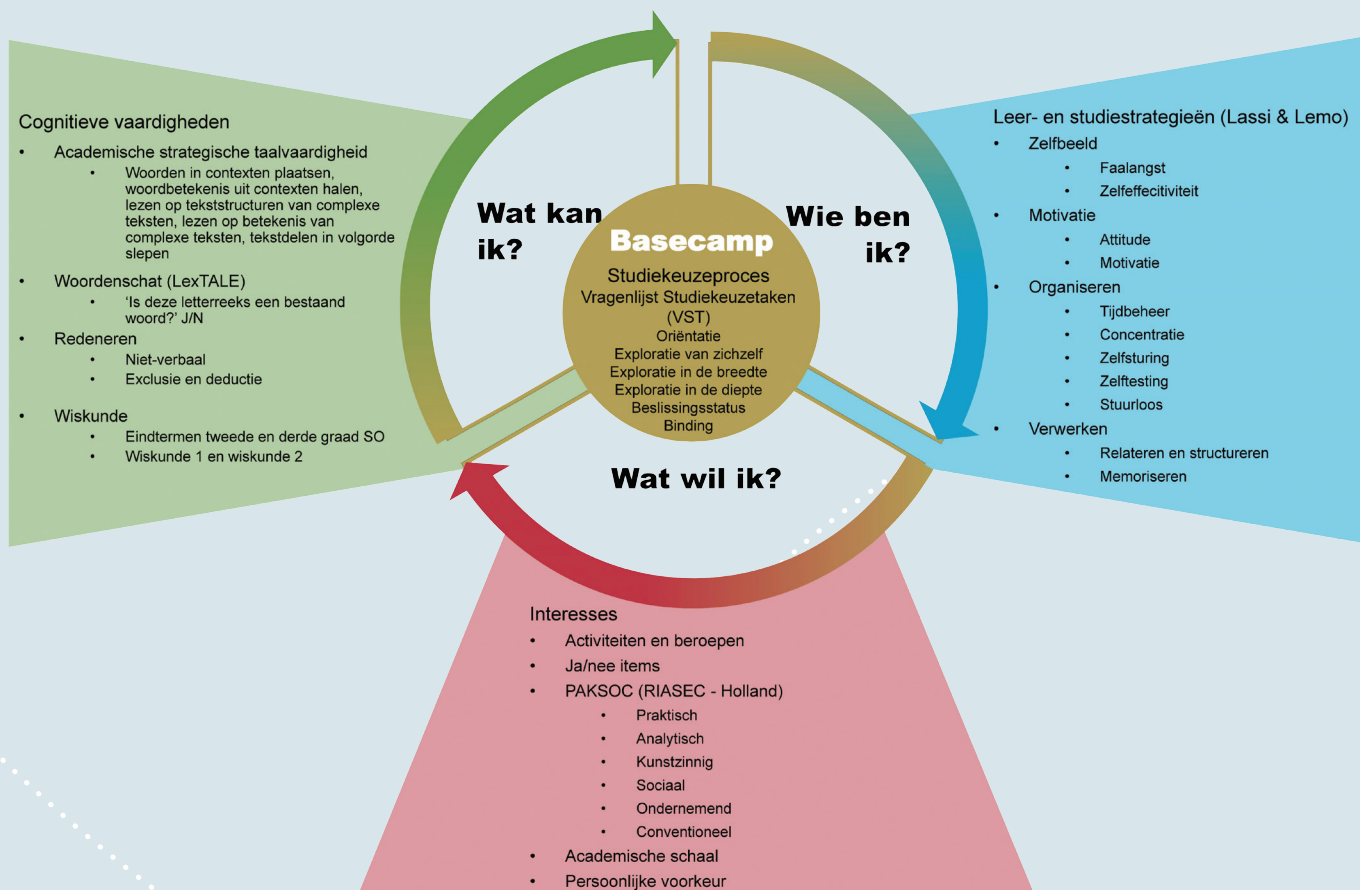 Cognitieve vaardigheden
• Academische strategische taalvaardigheid
• Woorden in contexten plaatsen,
woordbetekenis uit contexten halen,
lezen op tekststructuren van complexe
teksten, lezen op betekenis van
complexe teksten, tekstdelen in volgorde
slepen
• Woordenschat (LexTALE)
• ‘Is deze letterreeks een bestaand
woord?’ J/N
• Redeneren
• Niet-verbaal
• Exclusie en deductie
• Wiskunde
• Eindtermen tweede en derde graad SO
• Wiskunde 1 en wiskunde 2
Wat kan
ik?
Basecamp
Studiekeuzeproces
Vragenlijst Studiekeuzetaken
(VST)
Oriëntatie
Exploratie van zichzelf
Exploratie in de breedte
Exploratie in de diepte
Beslissingsstatus
Binding
Wie ben
ik?
Leer- en studiestrategieën (Lassi & Lemo)
• Zelfbeeld
• Faalangst
• Zelfeffecitiviteit
• Motivatie
• Attitude
• Motivatie
• Organiseren
• Tijdbeheer
• Concentratie
• Zelfsturing
• Zelftesting
• Stuurloos
• Verwerken
• Relateren en structureren
• Memoriseren
Wat wil ik?
Interesses
• Activiteiten en beroepen
• Ja/nee items
• PAKSOC (RIASEC - Holland)
• Praktisch
• Analytisch
• Kunstzinnig
• Sociaal
• Ondernemend
• Conventioneel
• Academische schaal
• Persoonlijke voorkeur